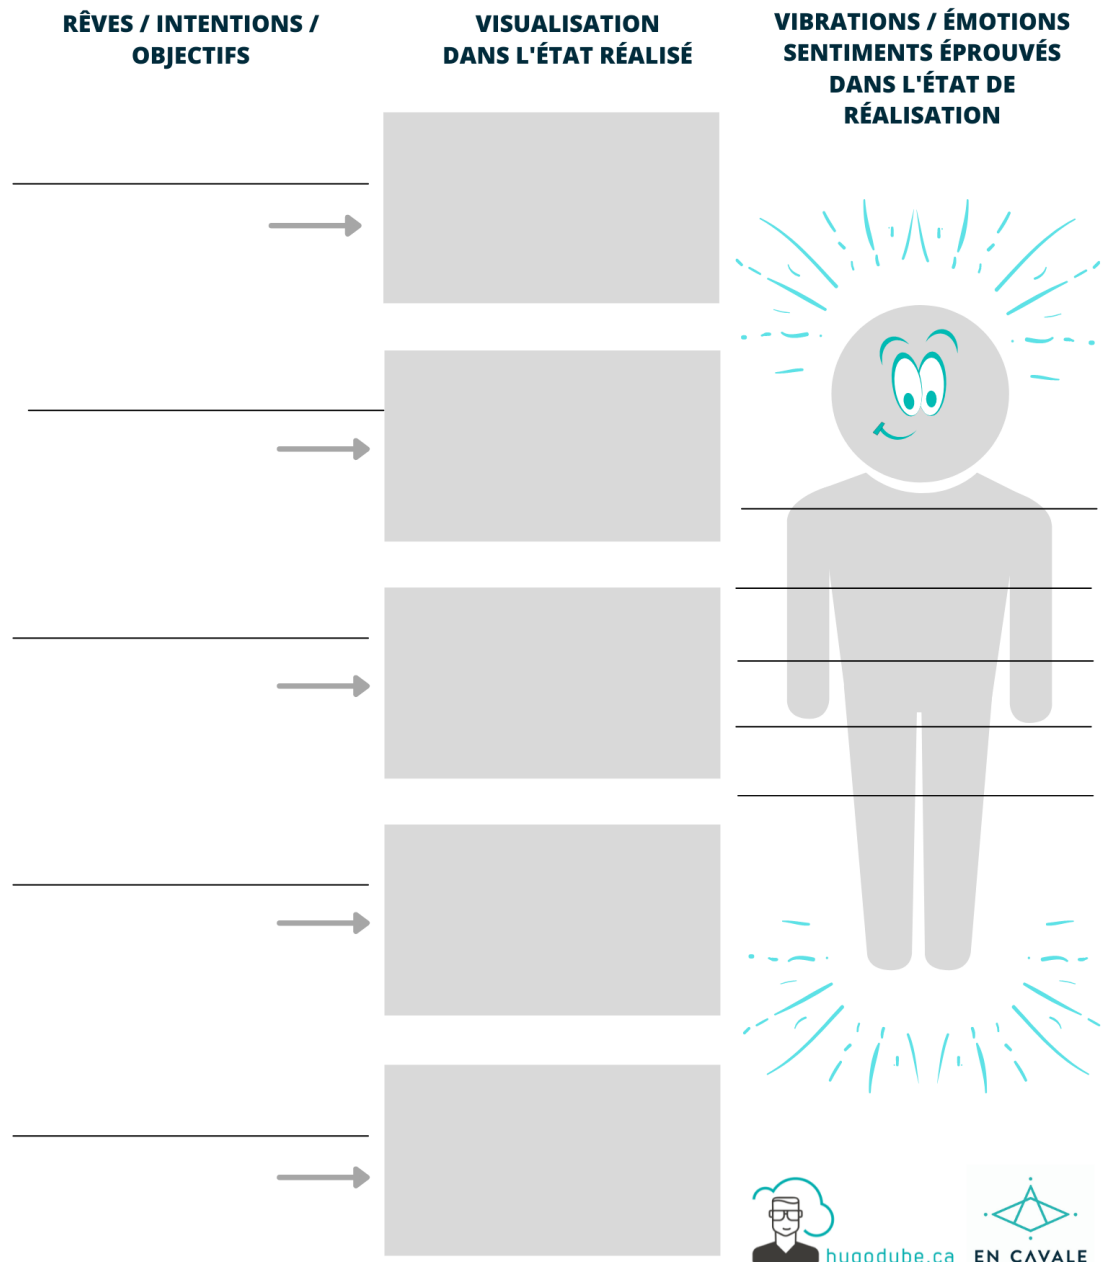 RÊVES / INTENTIONS /
OBJECTIFS
VISUALISATION
DANS L'ÉTAT RÉALISÉ
VIBRATIONS / ÉMOTIONS
SENTIMENTS ÉPROUVÉS
DANS L'ÉTAT DE
RÉALISATION
hugodube.ca
EN CAVALE